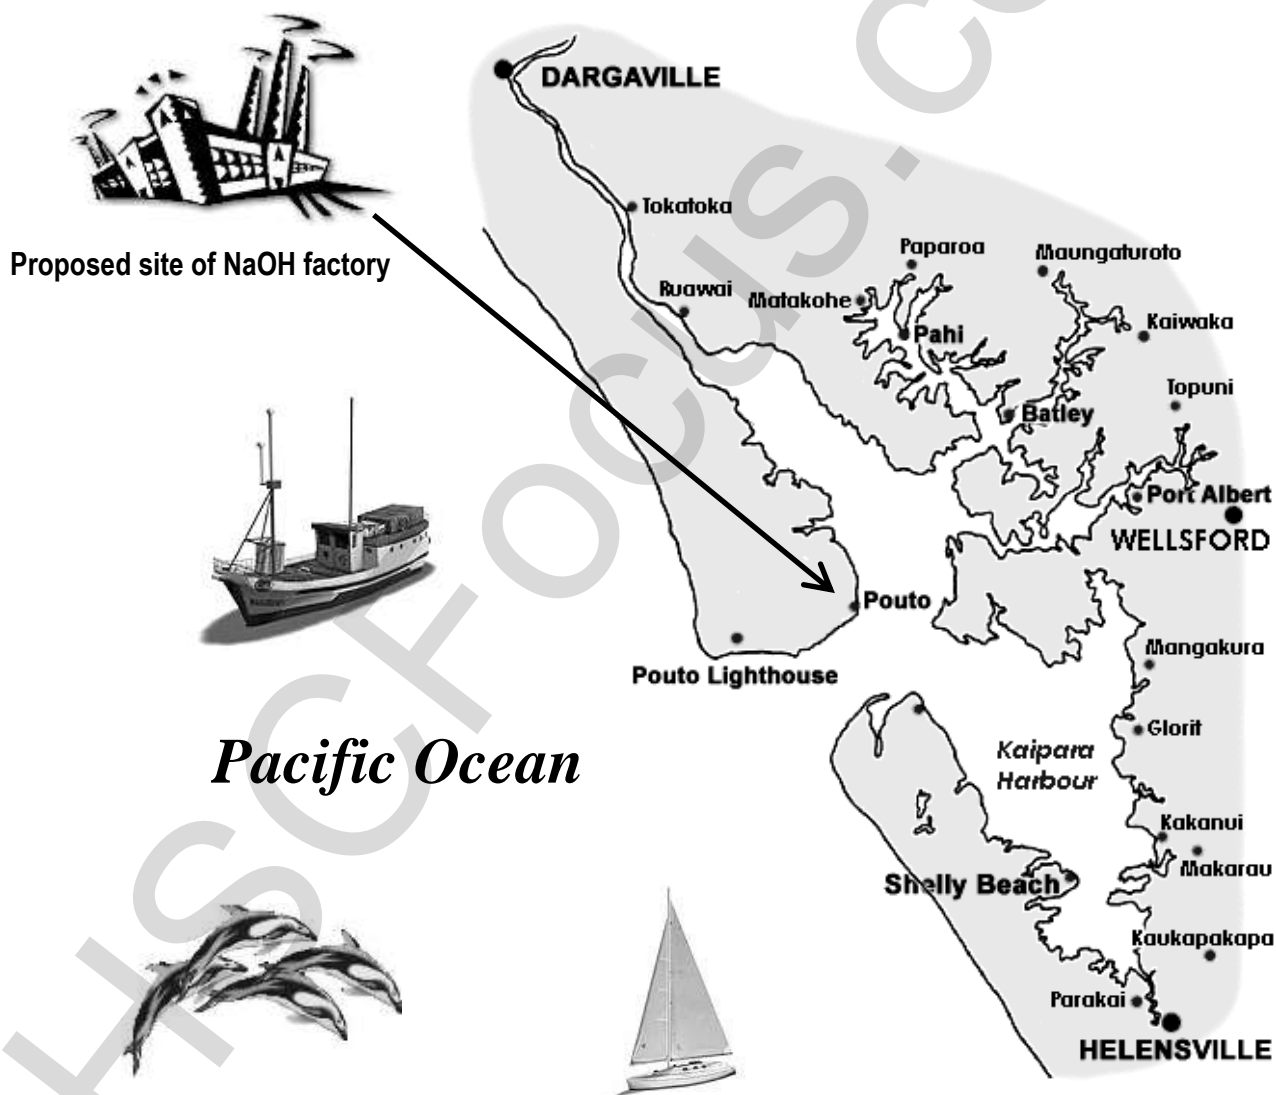 DARGAVILLE
Tokatoka
Proposed site of NaOH factory
Paparoa
Maungaturoto
Ruawai
Matakohe
Pahi
Kaiwaka
Topuni
Batley
Port Albert
WELLSFORD
Pouto
Mangakura
Pouto Lighthouse
Glorit
Pacific Ocean
Kaipara
Harbour
Kakanui
Makarau
Shelly Beach
Kaukapakapa
Parakai
HELENSVILLE